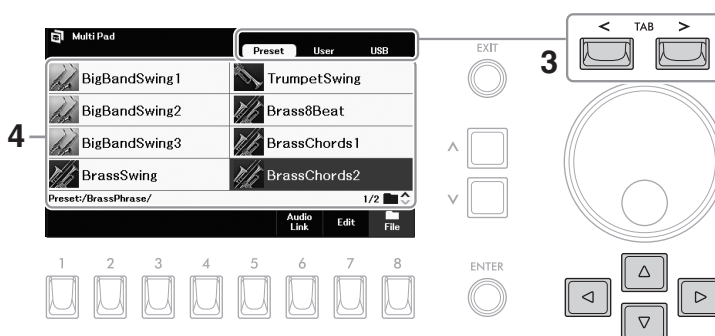 Multi Pad
Preset User USB
BigBandSwing1 TrumpetSwing
BigBandSwing2 Brass8Beat
BigBandSwing3 BrassChords1
BrassSwing BrassChords2
Preset:/BrassPhrase/ 1/2
Audio Link Edit File
4
1 2 3 4 5 6 7 8
EXIT
∧
∨
ENTER
3
< TAB >